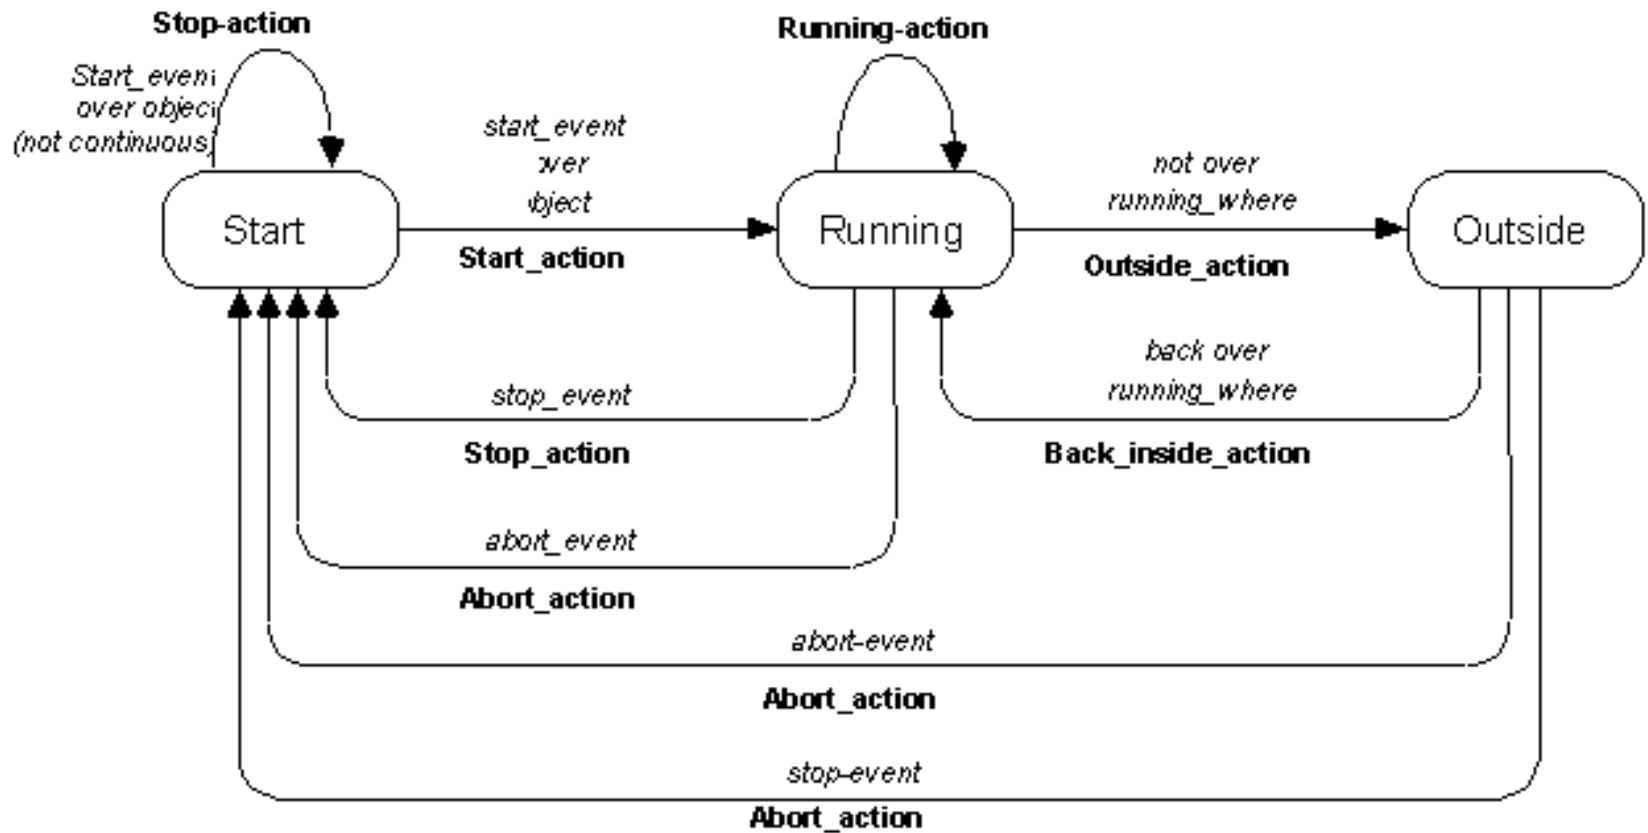 Stop-action
Running-action
Start_event
over object
(not continuous)
start_event
over
object
not over
running_where
Start
Running
Outside
Start_action
Outside_action
back over
running_where
stop_event
Stop_action
Back_inside_action
abort_event
Abort_action
abort-event
Abort_action
stop-event
Abort_action